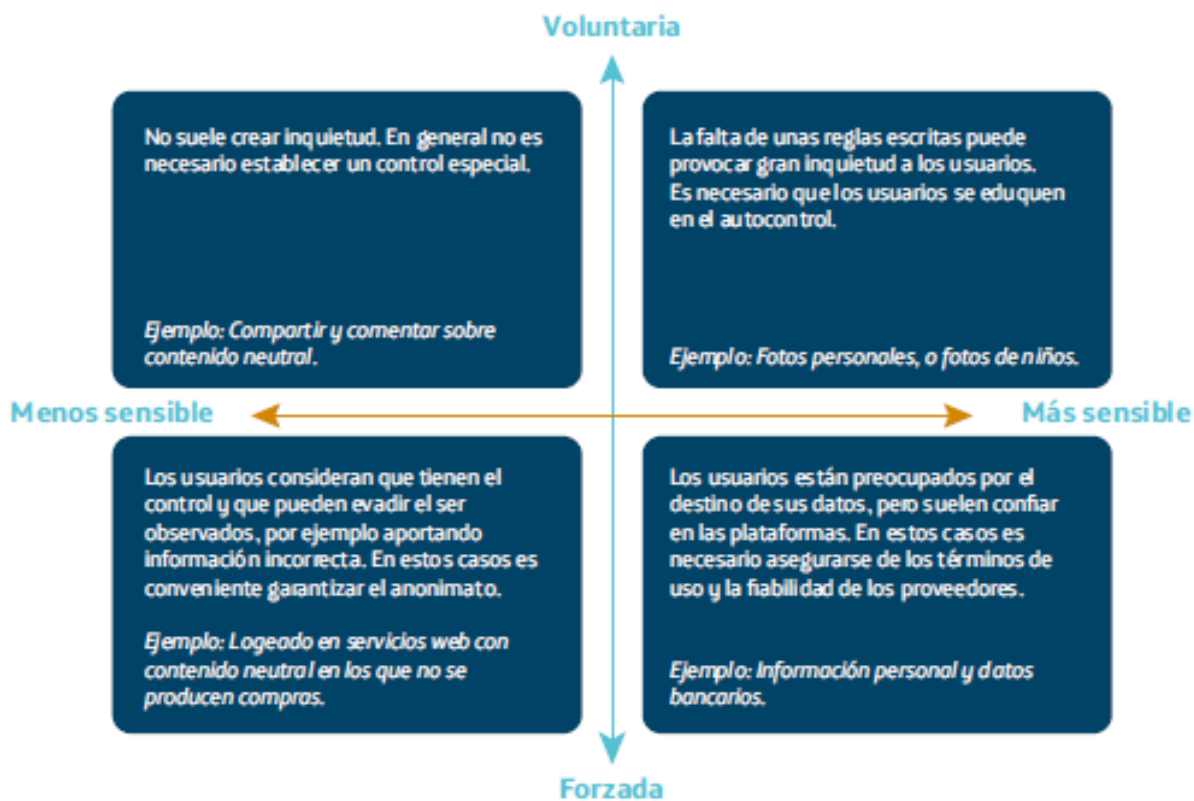 Voluntaria
No suele crear inquietud. En general no es
necesario establecer un control especial.
Ejemplo: Compartir y comentar sobre
contenido neutral.
La falta de unas reglas escritas puede
provocar gran inquietud a los usuarios.
Es necesario que los usuarios se eduquen
en el autocontrol.
Ejemplo: Fotos personales, o fotos de niños.
Menos sensible
Más sensible
Los usuarios consideran que tienen el
control y que pueden evadir el ser
observados, por ejemplo aportando
información incorrecta. En estos casos es
conveniente garantizar el anonimato.
Ejemplo: Logeado en servicios web con
contenido neutral en los que no se
producen compras.
Los usuarios están preocupados por el
destino de sus datos, pero suelen confiar
en las plataformas. En estos casos es
necesario asegurarse de los términos de
uso y la fiabilidad de los proveedores.
Ejemplo: Información personal y datos
bancarios.
Forzada